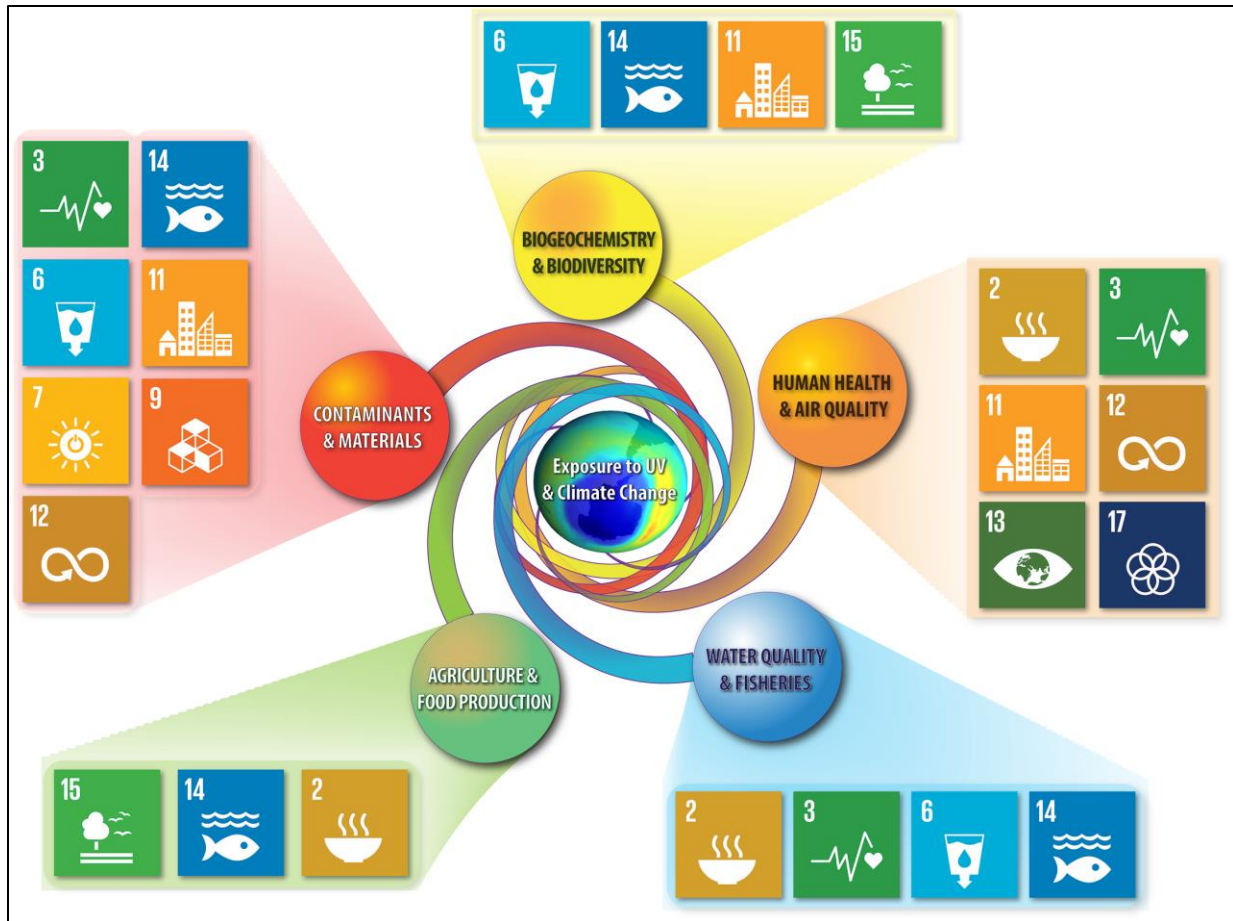 6
14
11
15
3
14
6
11
7
9
12
BIOGEOCHEMISTRY
& BIODIVERSITY
2
3
11
12
13
17
HUMAN HEALTH
& AIR QUALITY
CONTAMINANTS
& MATERIALS
Exposure to UV
& Climate Change
WATER QUALITY
& FISHERIES
AGRICULTURE &
FOOD PRODUCTION
15
14
2
2
3
6
14